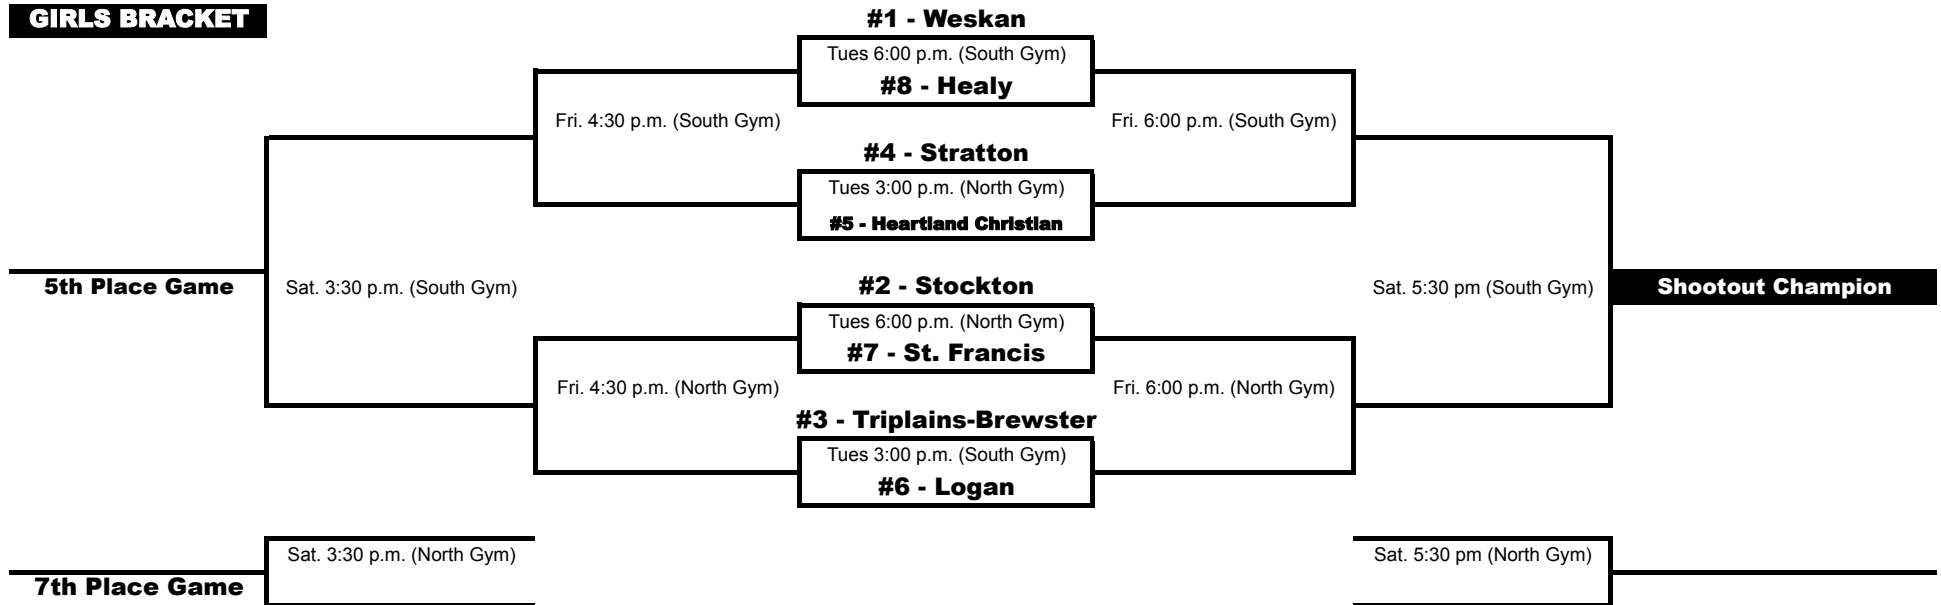 GIRLS BRACKET
#1 - Weskan
Tues 6:00 p.m. (South Gym)
#8 - Healy
Fri. 4:30 p.m. (South Gym)
Fri. 6:00 p.m. (South Gym)
#4 - Stratton
Tues 3:00 p.m. (North Gym)
#5 - Heartland Christian
5th Place Game
Sat. 3:30 p.m. (South Gym)
#2 - Stockton
Sat. 5:30 pm (South Gym)
Shootout Champion
Tues 6:00 p.m. (North Gym)
#7 - St. Francis
Fri. 4:30 p.m. (North Gym)
Fri. 6:00 p.m. (North Gym)
#3 - Triplains-Brewster
Tues 3:00 p.m. (South Gym)
#6 - Logan
Sat. 3:30 p.m. (North Gym)
Sat. 5:30 pm (North Gym)
7th Place Game